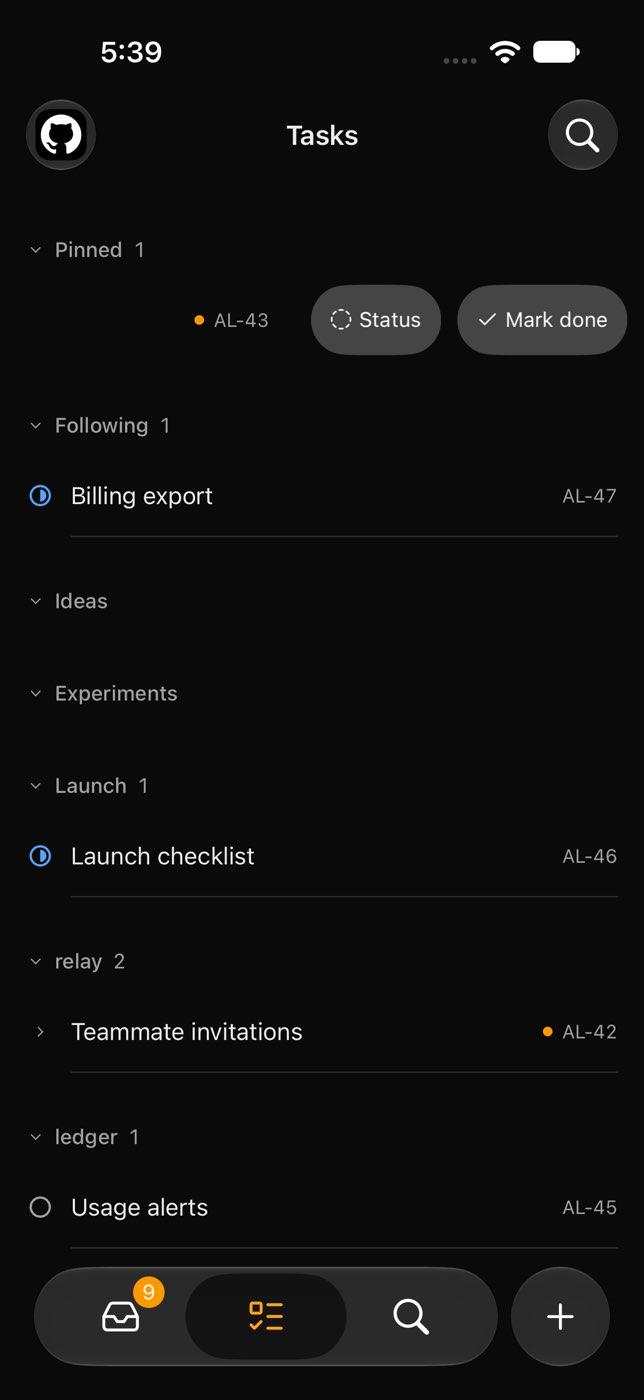 5:39
Tasks
Pinned 1
AL-43 Status Mark done
Following 1
Billing export AL-47
Ideas
Experiments
Launch 1
Launch checklist AL-46
relay 2
Teammate invitations AL-42
ledger 1
Usage alerts AL-45
9